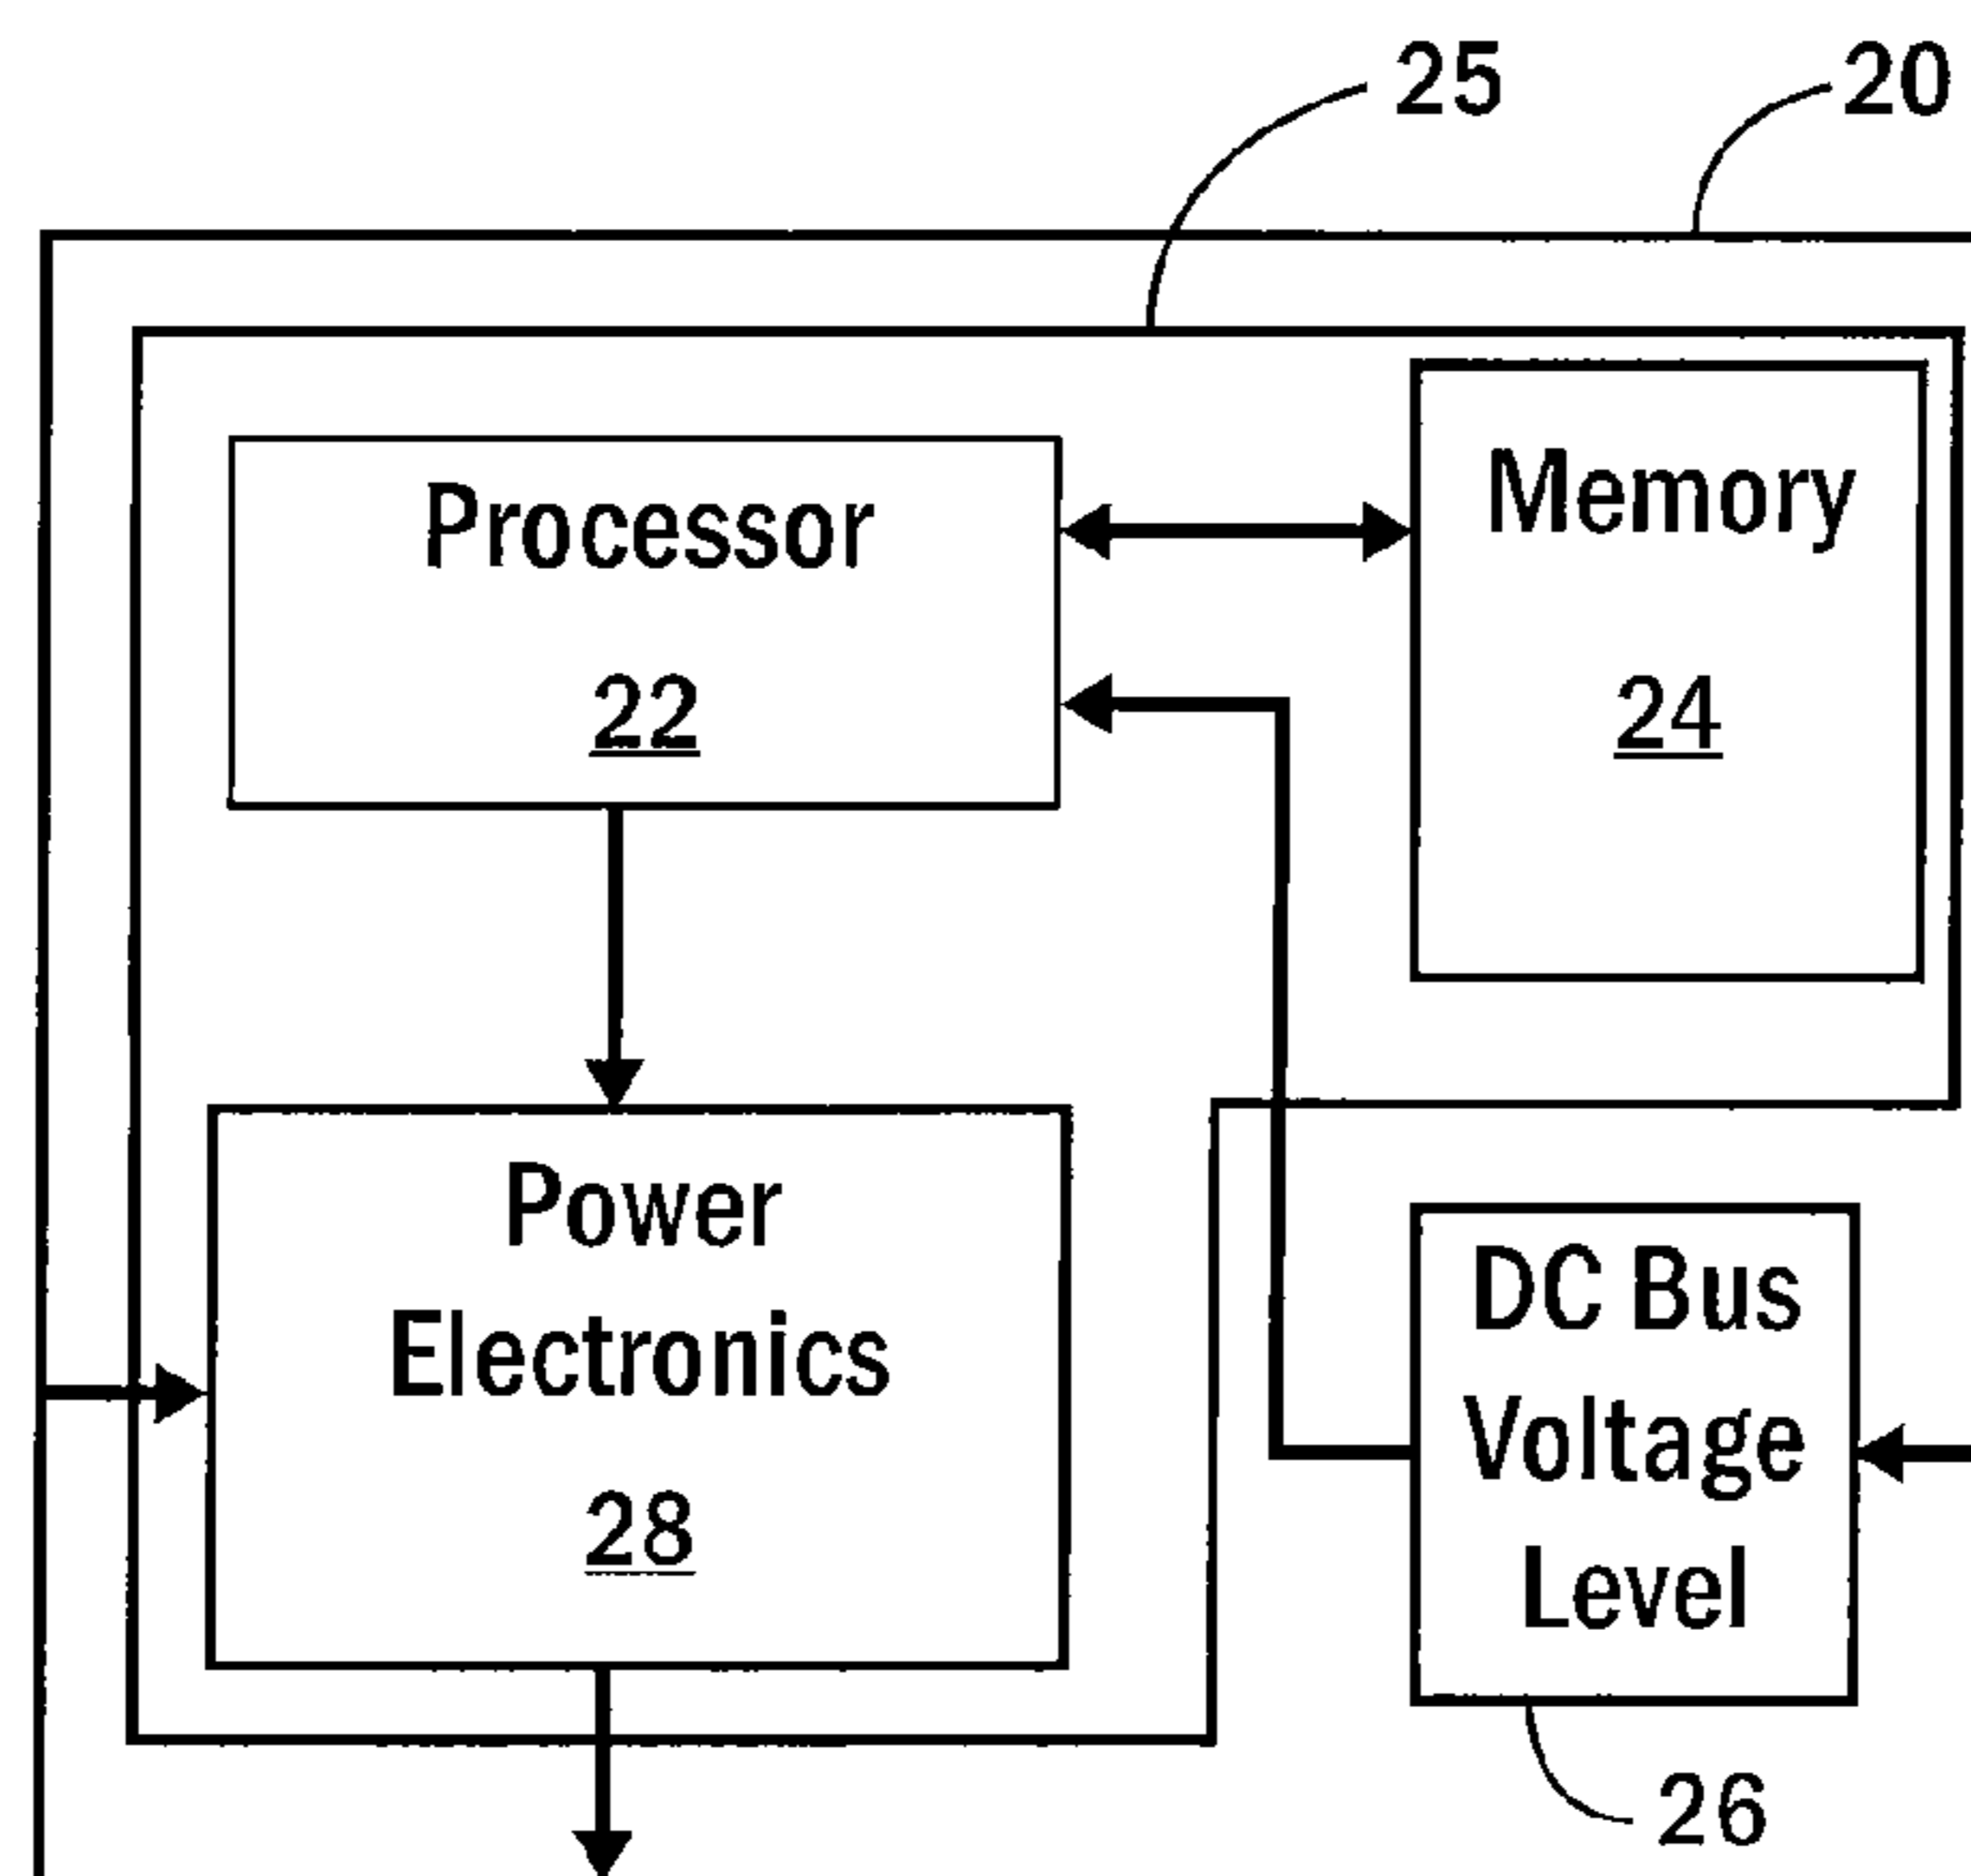 25
20
Processor
22
Memory
24
Power
Electronics
28
DC Bus
Voltage
Level
26